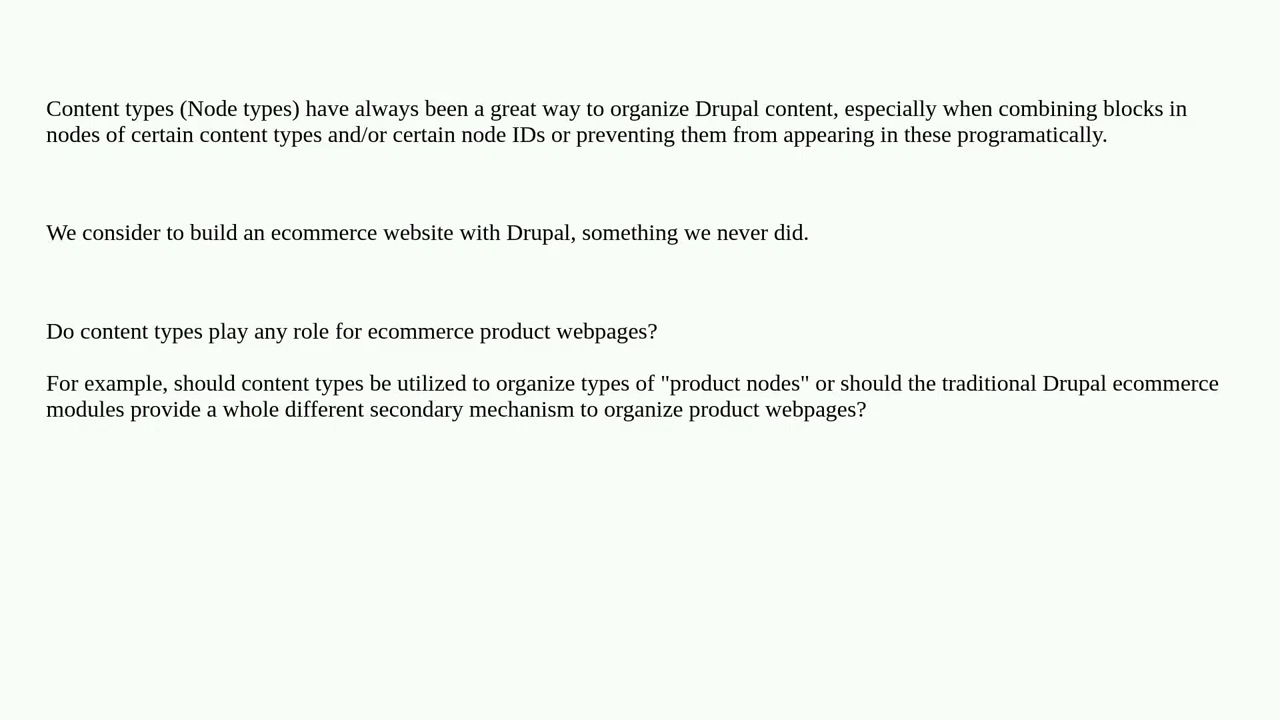 Content types (Node types) have always been a great way to organize Drupal content, especially when combining blocks in
nodes of certain content types and/or certain node IDs or preventing them from appearing in these programatically.
We consider to build an ecommerce website with Drupal, something we never did.
Do content types play any role for ecommerce product webpages?
For example, should content types be utilized to organize types of "product nodes" or should the traditional Drupal ecommerce
modules provide a whole different secondary mechanism to organize product webpages?